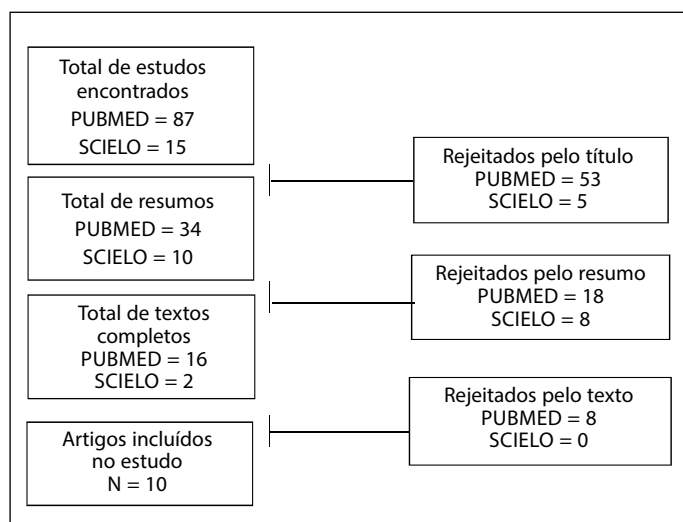 Total de estudos
encontrados
PUBMED = 87
SCIELO = 15
Rejeitados pelo título
PUBMED = 53
SCIELO = 5
Total de resumos
PUBMED = 34
SCIELO = 10
Rejeitados pelo resumo
PUBMED = 18
SCIELO = 8
Total de textos
completos
PUBMED = 16
SCIELO = 2
Rejeitados pelo texto
PUBMED = 8
SCIELO = 0
Artigos incluídos
no estudo
N = 10